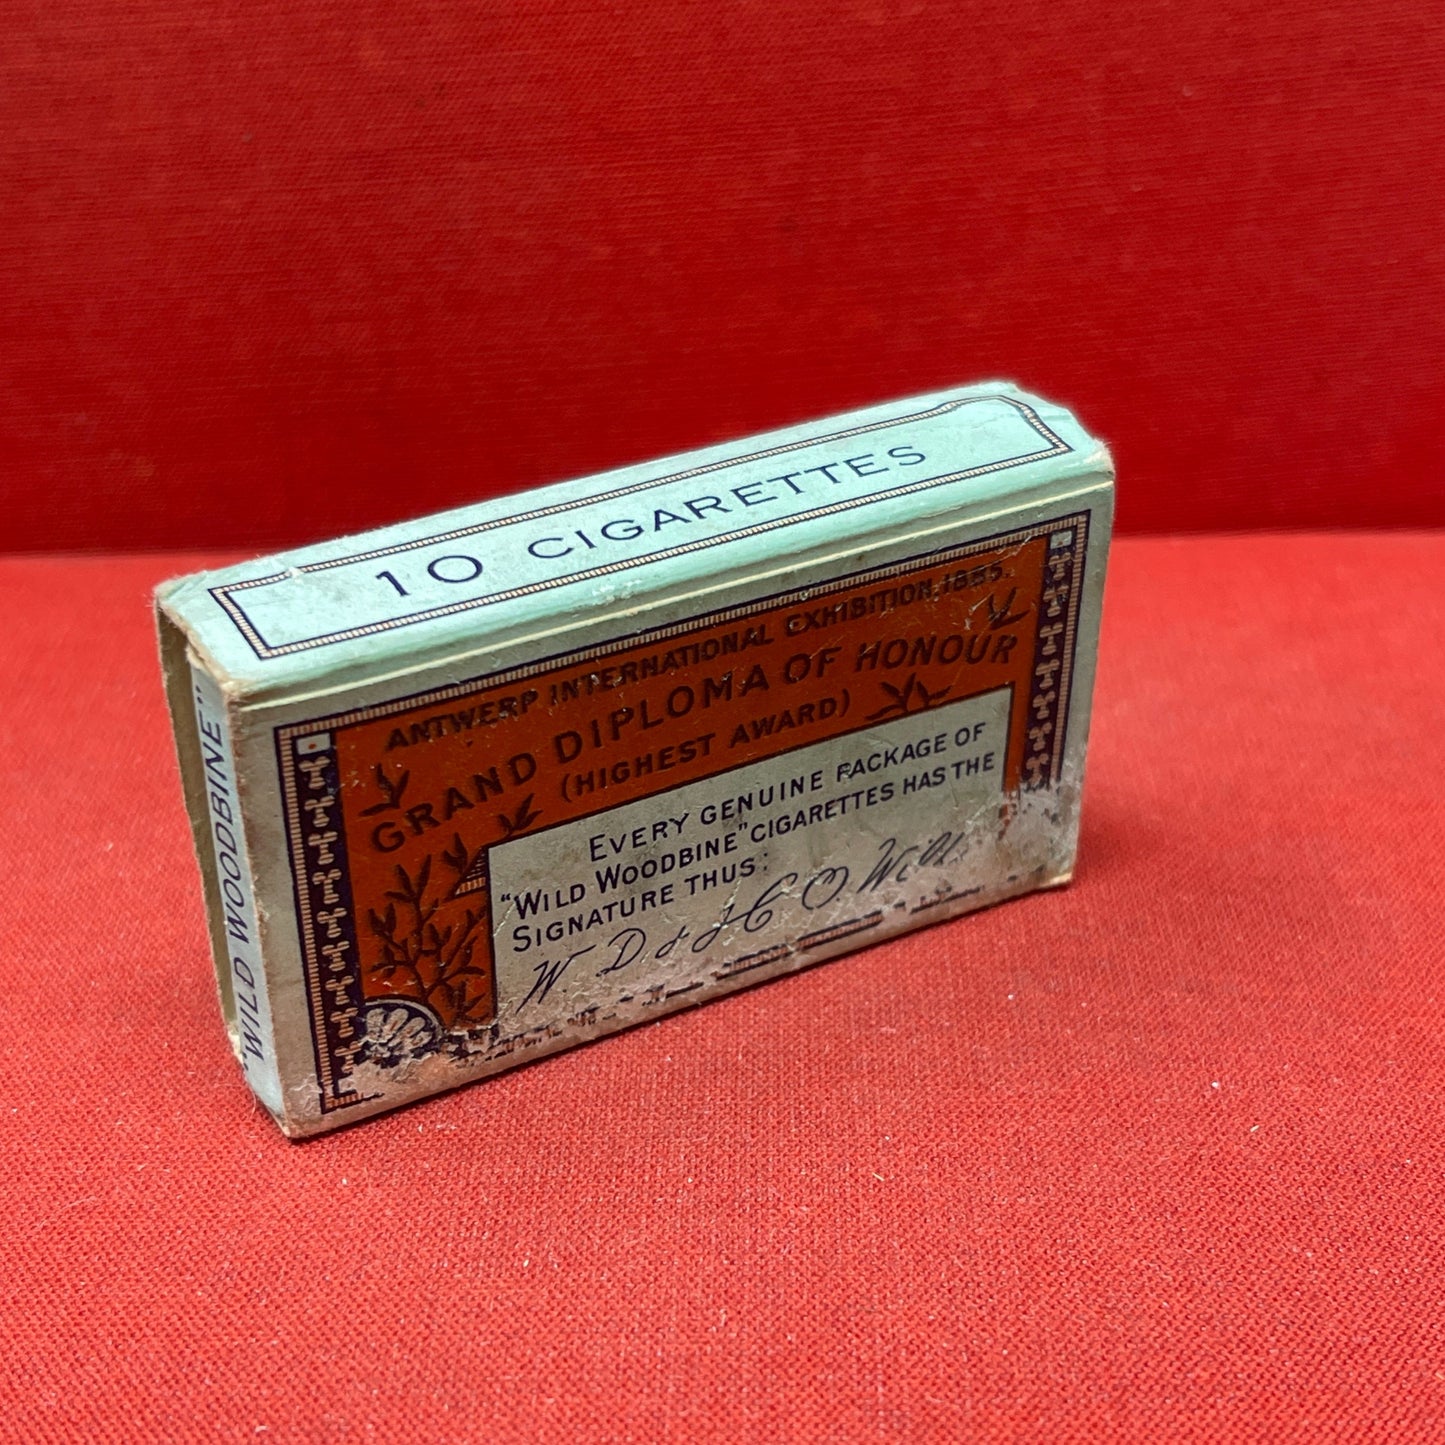 10 CIGARETTES
ANTWERP INTERNATIONAL EXHIBITION, 1885.
GRAND DIPLOMA OF HONOUR
(HIGHEST AWARD)
EVERY GENUINE PACKAGE OF
"WILD WOODBINE" CIGARETTES HAS THE
SIGNATURE THUS:
W. D. & H. O. Wills.
"WILD WOODBINE"